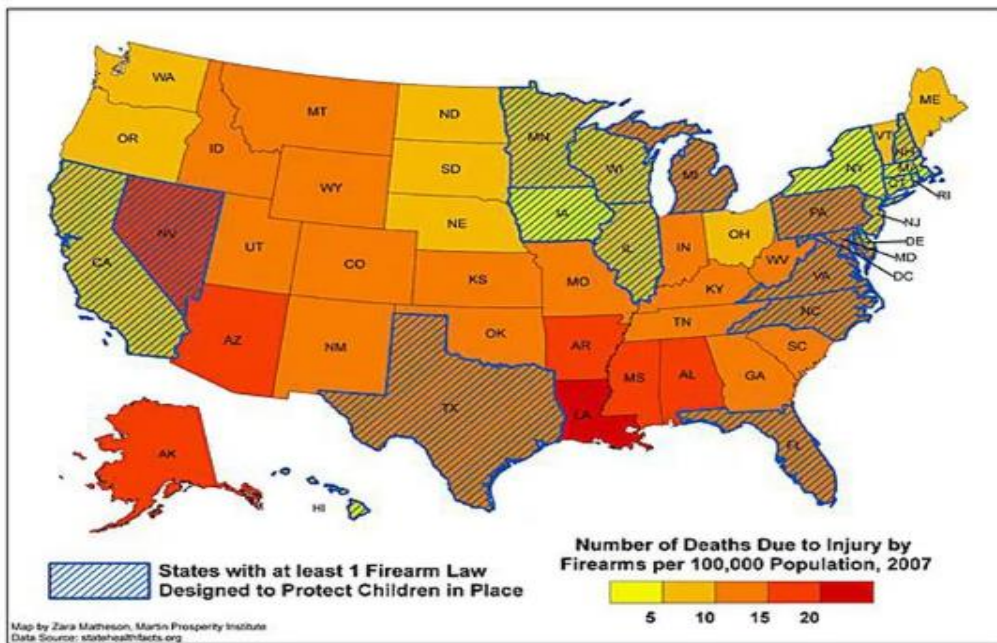 WA
MT
ND
MN
ME
OR
ID
SD
WI
MI
NY
VT
NH
MA
CT
RI
WY
NE
IA
PA
NJ
NV
UT
CO
KS
MO
IL
IN
OH
WV
VA
DE
MD
DC
CA
AZ
NM
OK
AR
KY
TN
NC
SC
TX
LA
MS
AL
GA
FL
AK
HI
States with at least 1 Firearm Law
Designed to Protect Children in Place
Number of Deaths Due to Injury by
Firearms per 100,000 Population, 2007
5 10 15 20
Map by Zara Matheson, Martin Prosperity Institute
Data Source: statehealthfacts.org